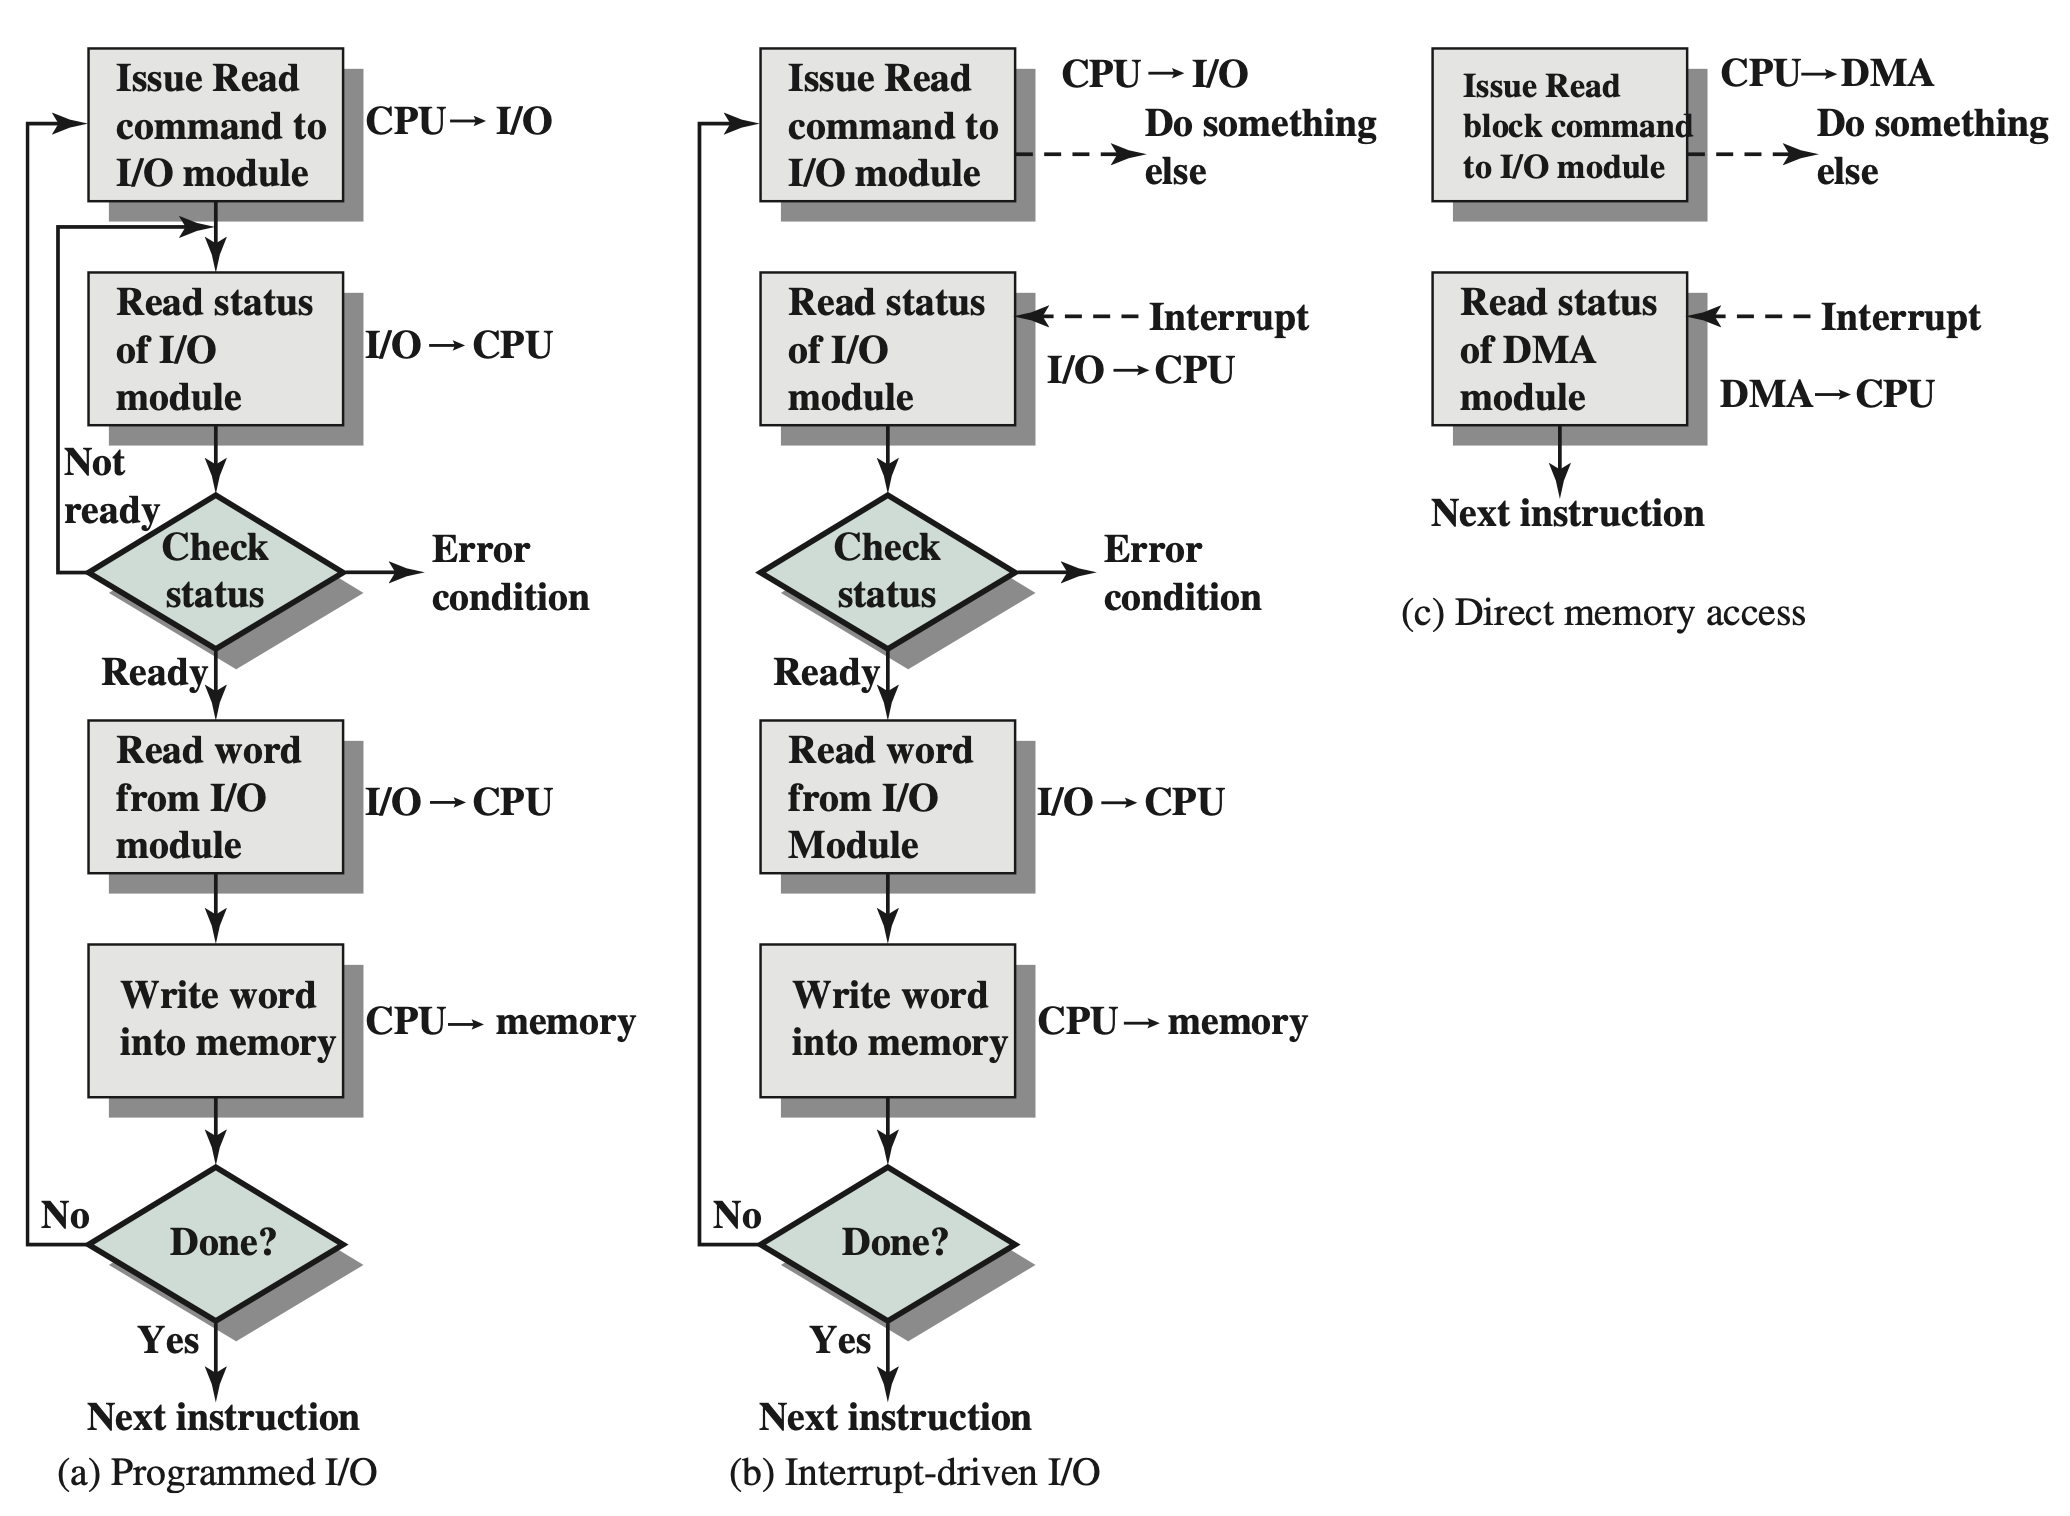 Issue Read
command to
I/O module
CPU → I/O
Read status
of I/O
module
I/O → CPU
Not
ready
Check
status
Error
condition
Ready
Read word
from I/O
module
I/O → CPU
Write word
into memory
CPU → memory
No
Done?
Yes
Next instruction
(a) Programmed I/O
Issue Read
command to
I/O module
CPU → I/O
Do something
else
Read status
of I/O
module
Interrupt
I/O → CPU
Check
status
Error
condition
Ready
Read word
from I/O
Module
I/O → CPU
Write word
into memory
CPU → memory
No
Done?
Yes
Next instruction
(b) Interrupt-driven I/O
Issue Read
block command
to I/O module
CPU → DMA
Do something
else
Read status
of DMA
module
Interrupt
DMA → CPU
Next instruction
(c) Direct memory access